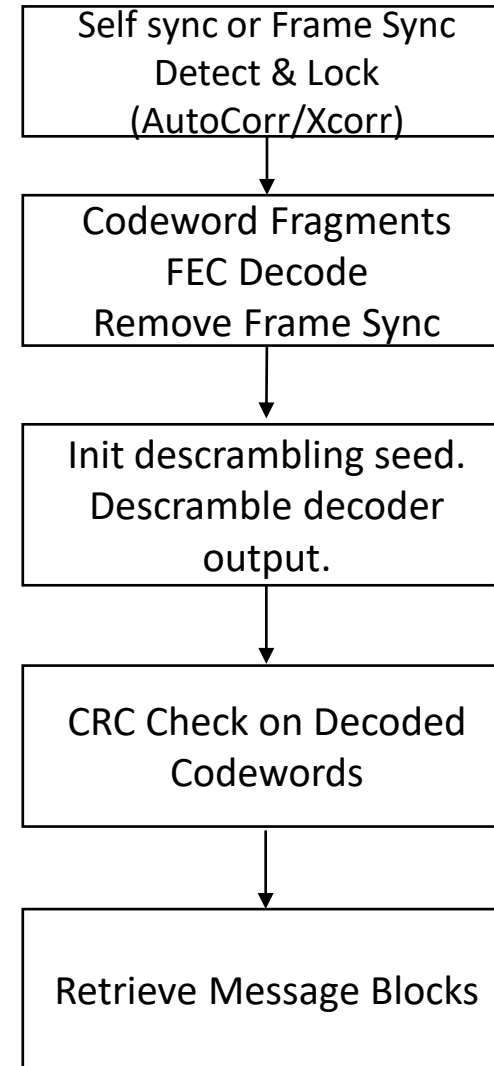 Self sync or Frame Sync
Detect & Lock
(AutoCorr/Xcorr)
Codeword Fragments
FEC Decode
Remove Frame Sync
Init descrambling seed.
Descramble decoder
output.
CRC Check on Decoded
Codewords
Retrieve Message Blocks